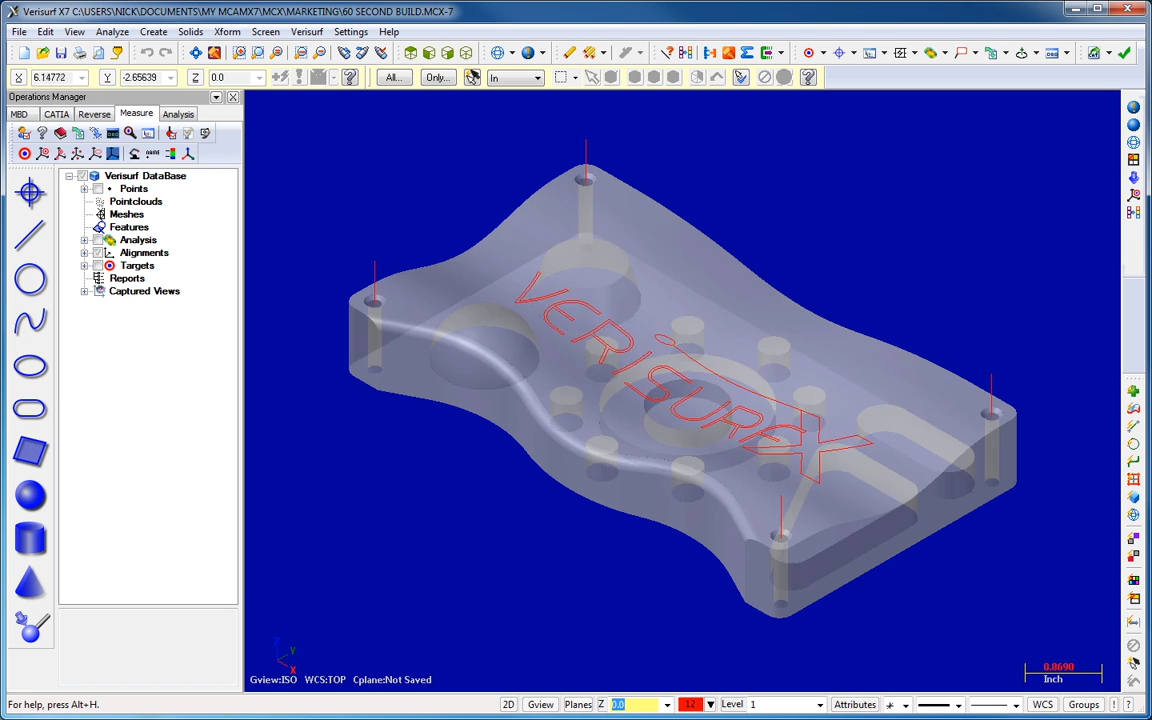 Verisurf X7 C:\USERS\NICK\DOCUMENTS\MY MCAMX7\MCX\MARKETING\60 SECOND BUILD.MCX-7
File Edit View Analyze Create Solids Xform Screen Verisurf Settings Help
X 6.14772 Y -2.65639 Z 0.0 All... Only... In
Operations Manager
MBD CATIA Reverse Measure Analysis
Verisurf DataBase
Points
Pointclouds
Meshes
Features
Analysis
Alignments
Targets
Reports
Captured Views
VERISURF X
Z
Y
X
Gview:ISO WCS:TOP Cplane:Not Saved
0.8690
Inch
For help, press Alt+H.
2D Gview Planes Z 0.0 12 Level 1 Attributes WCS Groups ! ?